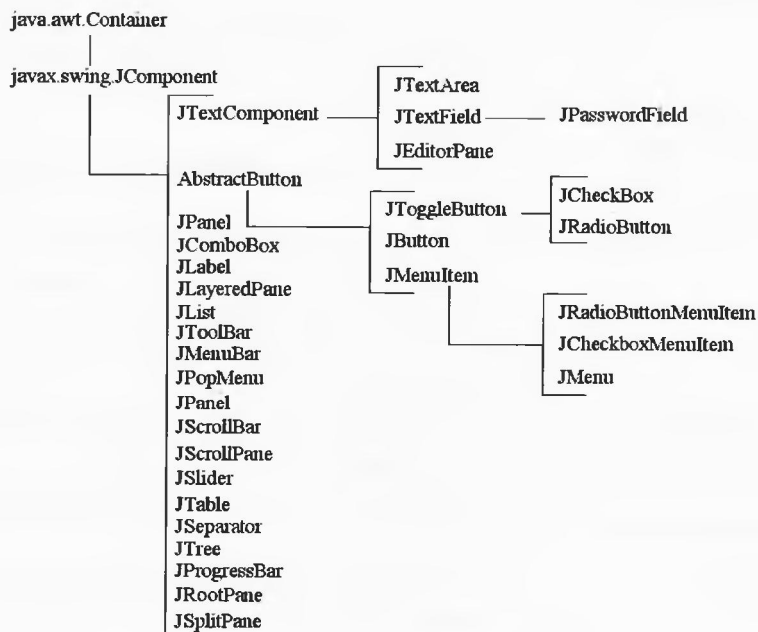 java.awt.Container
javax.swing.JComponent
JTextComponent
JTextArea
JTextField
JPasswordField
JEditorPane
AbstractButton
JToggleButton
JCheckBox
JRadioButton
JButton
JMenuItem
JRadioButtonMenuItem
JCheckboxMenuItem
JMenu
JPanel
JComboBox
JLabel
JLayeredPane
JList
JToolBar
JMenuBar
JPopMenu
JPanel
JScrollBar
JScrollPane
JSlider
JTable
JSeparator
JTree
JProgressBar
JRootPane
JSplitPane